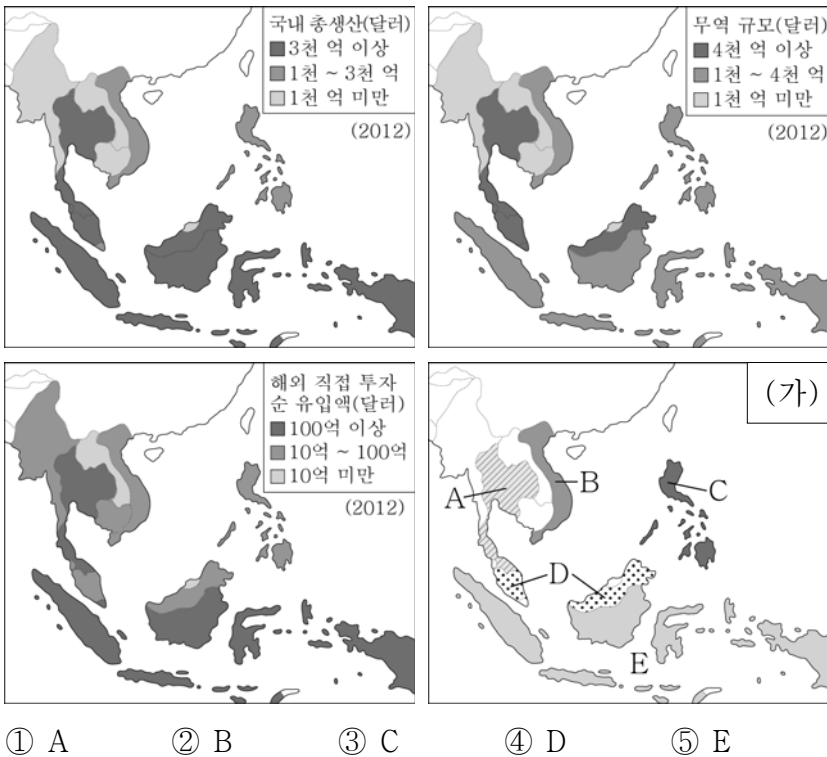 국내 총생산(달러)
3천 억 이상
1천 ~ 3천 억
1천 억 미만
(2012)
무역 규모(달러)
4천 억 이상
1천 ~ 4천 억
1천 억 미만
(2012)
해외 직접 투자
순 유입액(달러)
100억 이상
10억 ~ 100억
10억 미만
(2012)
(가)
A
B
C
D
E
① A ② B ③ C ④ D ⑤ E